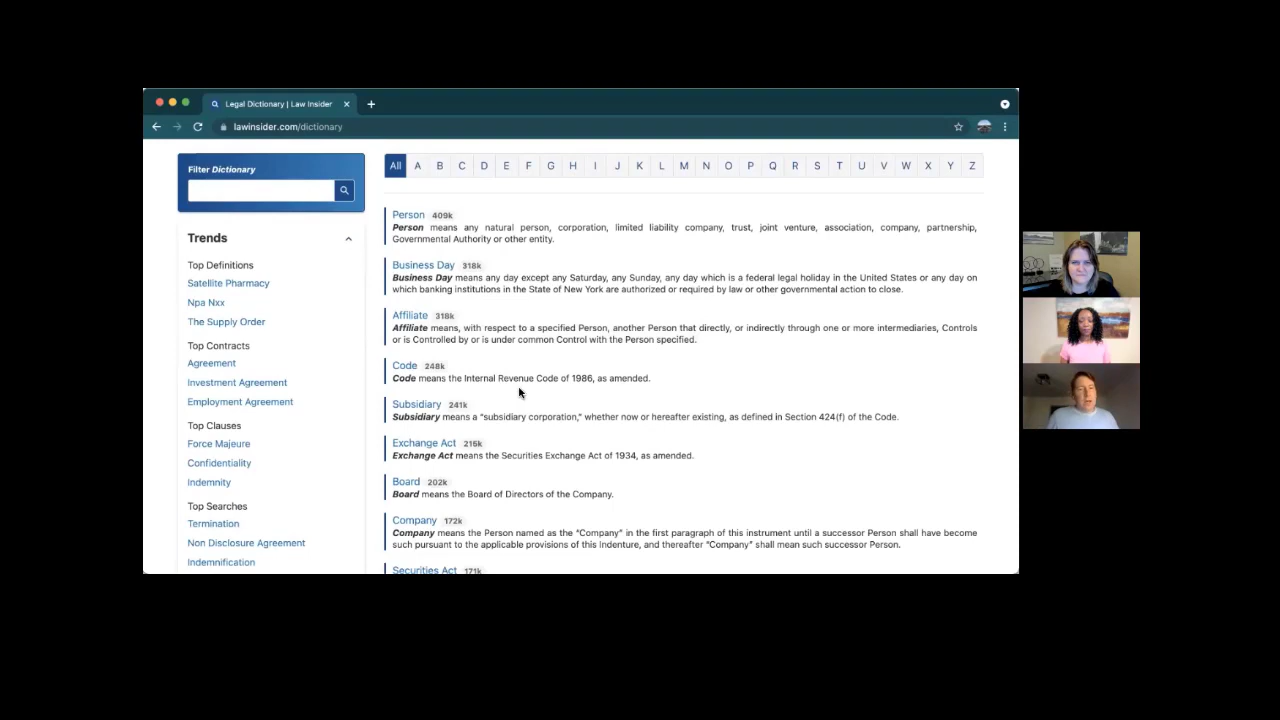 Legal Dictionary | Law Insider
lawinsider.com/dictionary
Filter Dictionary
All A B C D E F G H I J K L M N O P Q R S T U V W X Y Z
Trends
Top Definitions
Satellite Pharmacy
Npa Nxx
The Supply Order
Top Contracts
Agreement
Investment Agreement
Employment Agreement
Top Clauses
Force Majeure
Confidentiality
Indemnity
Top Searches
Termination
Non Disclosure Agreement
Indemnification
Person 409k
Person means any natural person, corporation, limited liability company, trust, joint venture, association, company, partnership,
Governmental Authority or other entity.
Business Day 318k
Business Day means any day except any Saturday, any Sunday, any day which is a federal legal holiday in the United States or any day on
which banking institutions in the State of New York are authorized or required by law or other governmental action to close.
Affiliate 318k
Affiliate means, with respect to a specified Person, another Person that directly, or indirectly through one or more intermediaries, Controls
or is Controlled by or is under common Control with the Person specified.
Code 248k
Code means the Internal Revenue Code of 1986, as amended.
Subsidiary 241k
Subsidiary means a "subsidiary corporation," whether now or hereafter existing, as defined in Section 424(f) of the Code.
Exchange Act 216k
Exchange Act means the Securities Exchange Act of 1934, as amended.
Board 202k
Board means the Board of Directors of the Company.
Company 172k
Company means the Person named as the "Company" in the first paragraph of this instrument until a successor Person shall have become
such pursuant to the applicable provisions of this Indenture, and thereafter "Company" shall mean such successor Person.
Securities Act 171k